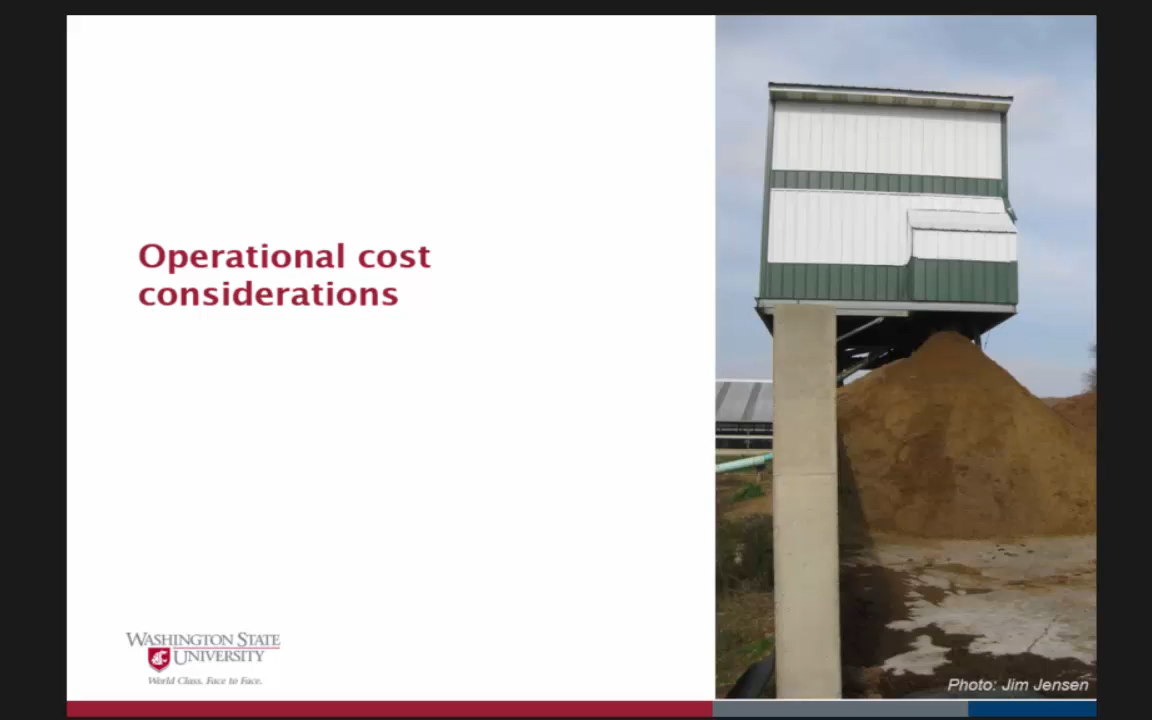 Operational cost
considerations
WASHINGTON STATE
UNIVERSITY
World Class. Face to Face.
Photo: Jim Jensen